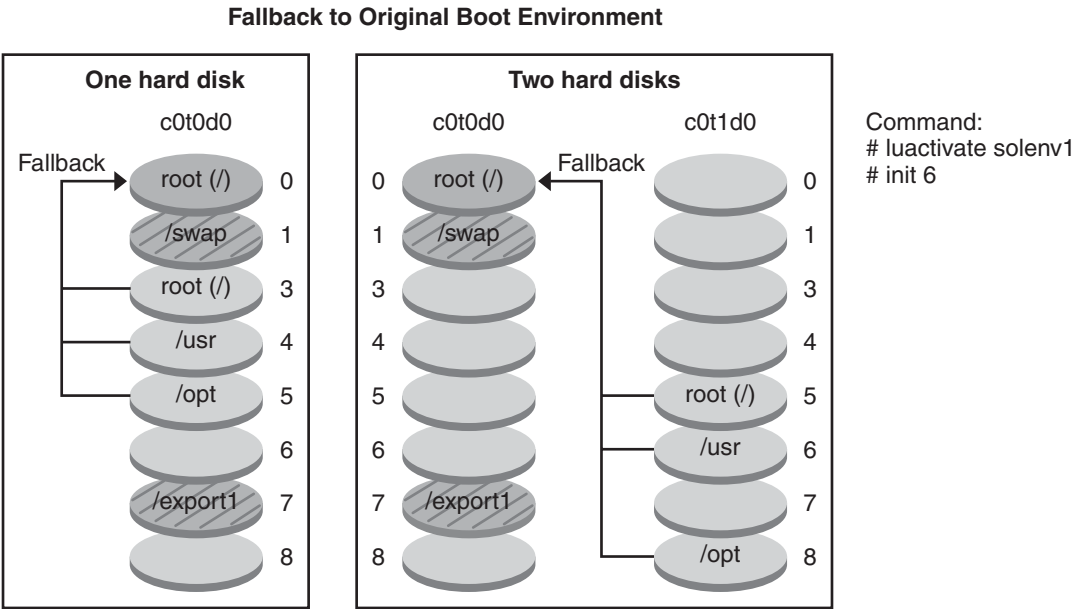 Fallback to Original Boot Environment
One hard disk
c0t0d0
Fallback
root (/) 0
/swap 1
root (/) 3
/usr 4
/opt 5
6
/export1 7
8
Two hard disks
c0t0d0 c0t1d0
Fallback
0 root (/) 0
1 /swap 1
3 3
4 4
5 root (/) 5
6 /usr 6
7 /export1 7
8 /opt 8
Command:
# luactivate solenv1
# init 6